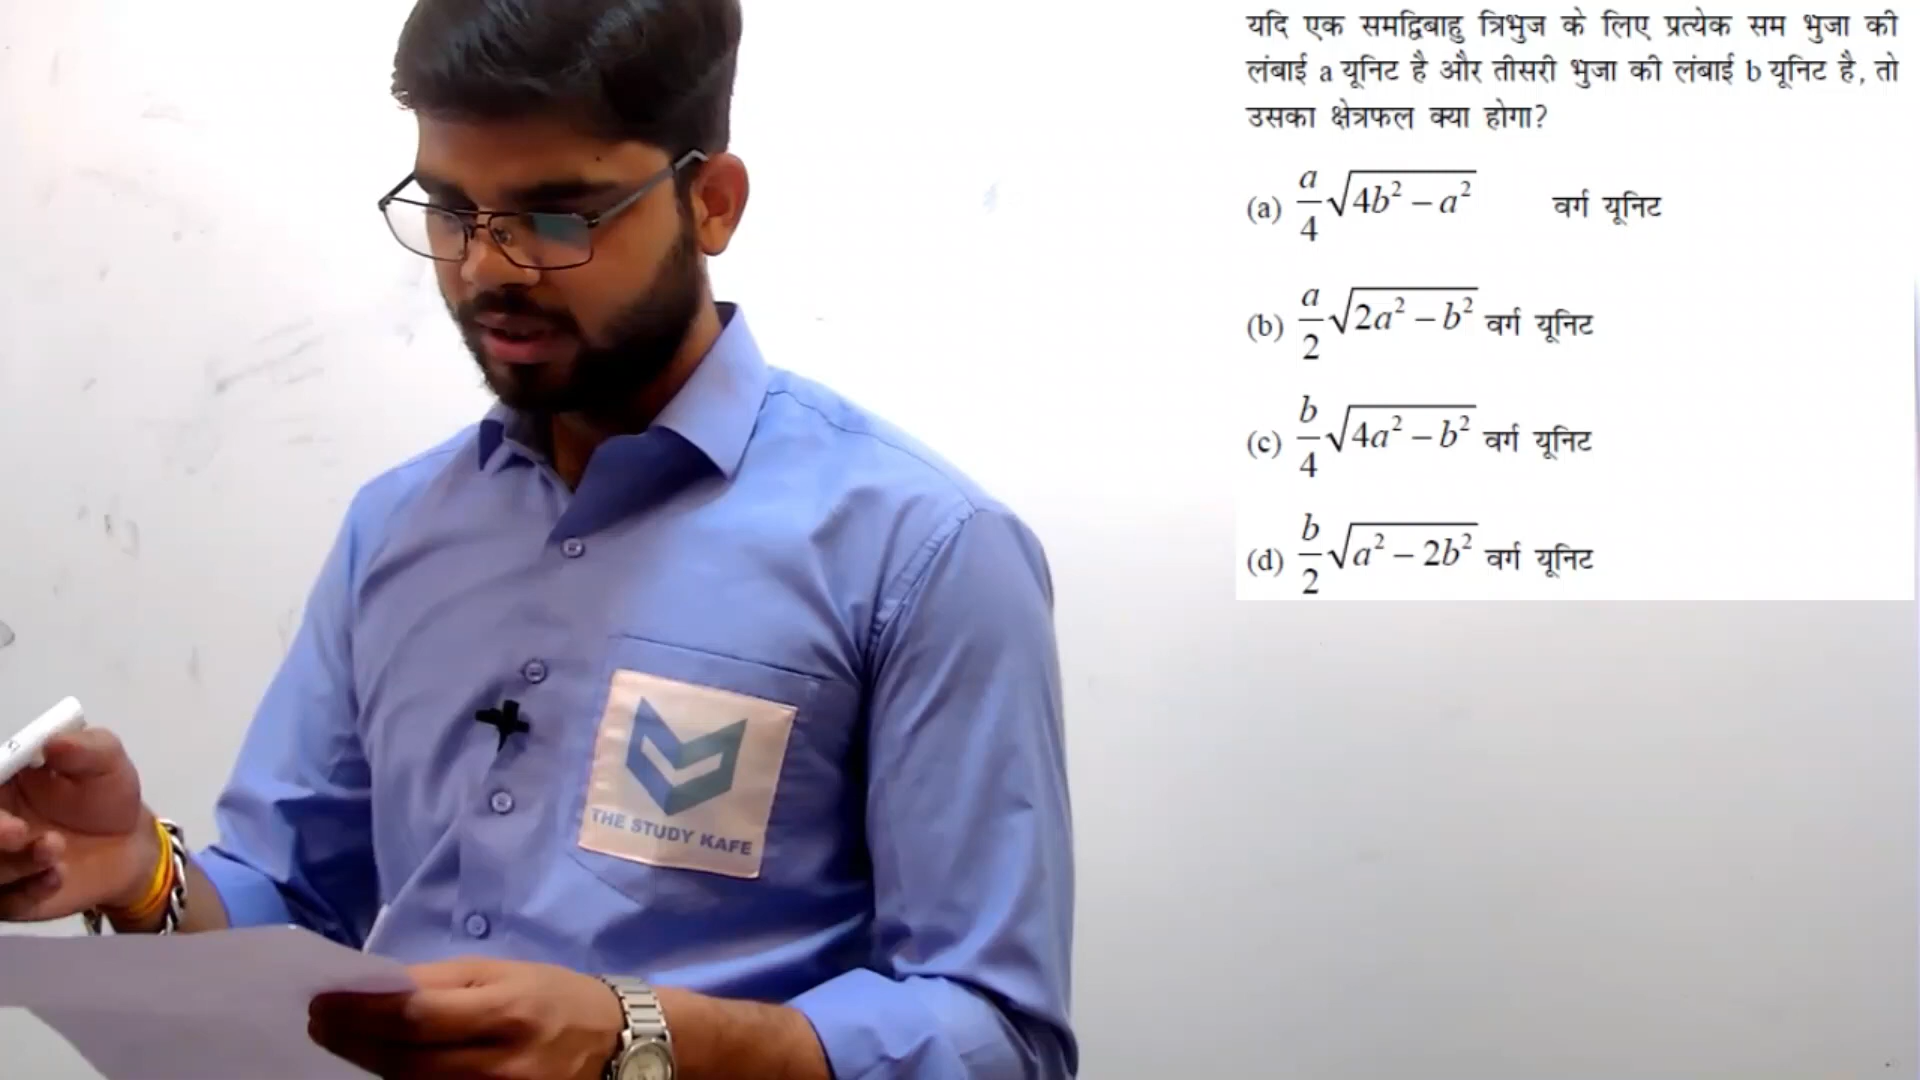 यदि एक समद्विबाहु त्रिभुज के लिए प्रत्येक सम भुजा की
लंबाई a यूनिट है और तीसरी भुजा की लंबाई b यूनिट है, तो
उसका क्षेत्रफल क्या होगा?
(a) a/4 √(4b² – a²) वर्ग यूनिट
(b) a/2 √(2a² – b²) वर्ग यूनिट
(c) b/4 √(4a² – b²) वर्ग यूनिट
(d) b/2 √(a² – 2b²) वर्ग यूनिट
THE STUDY KAFE